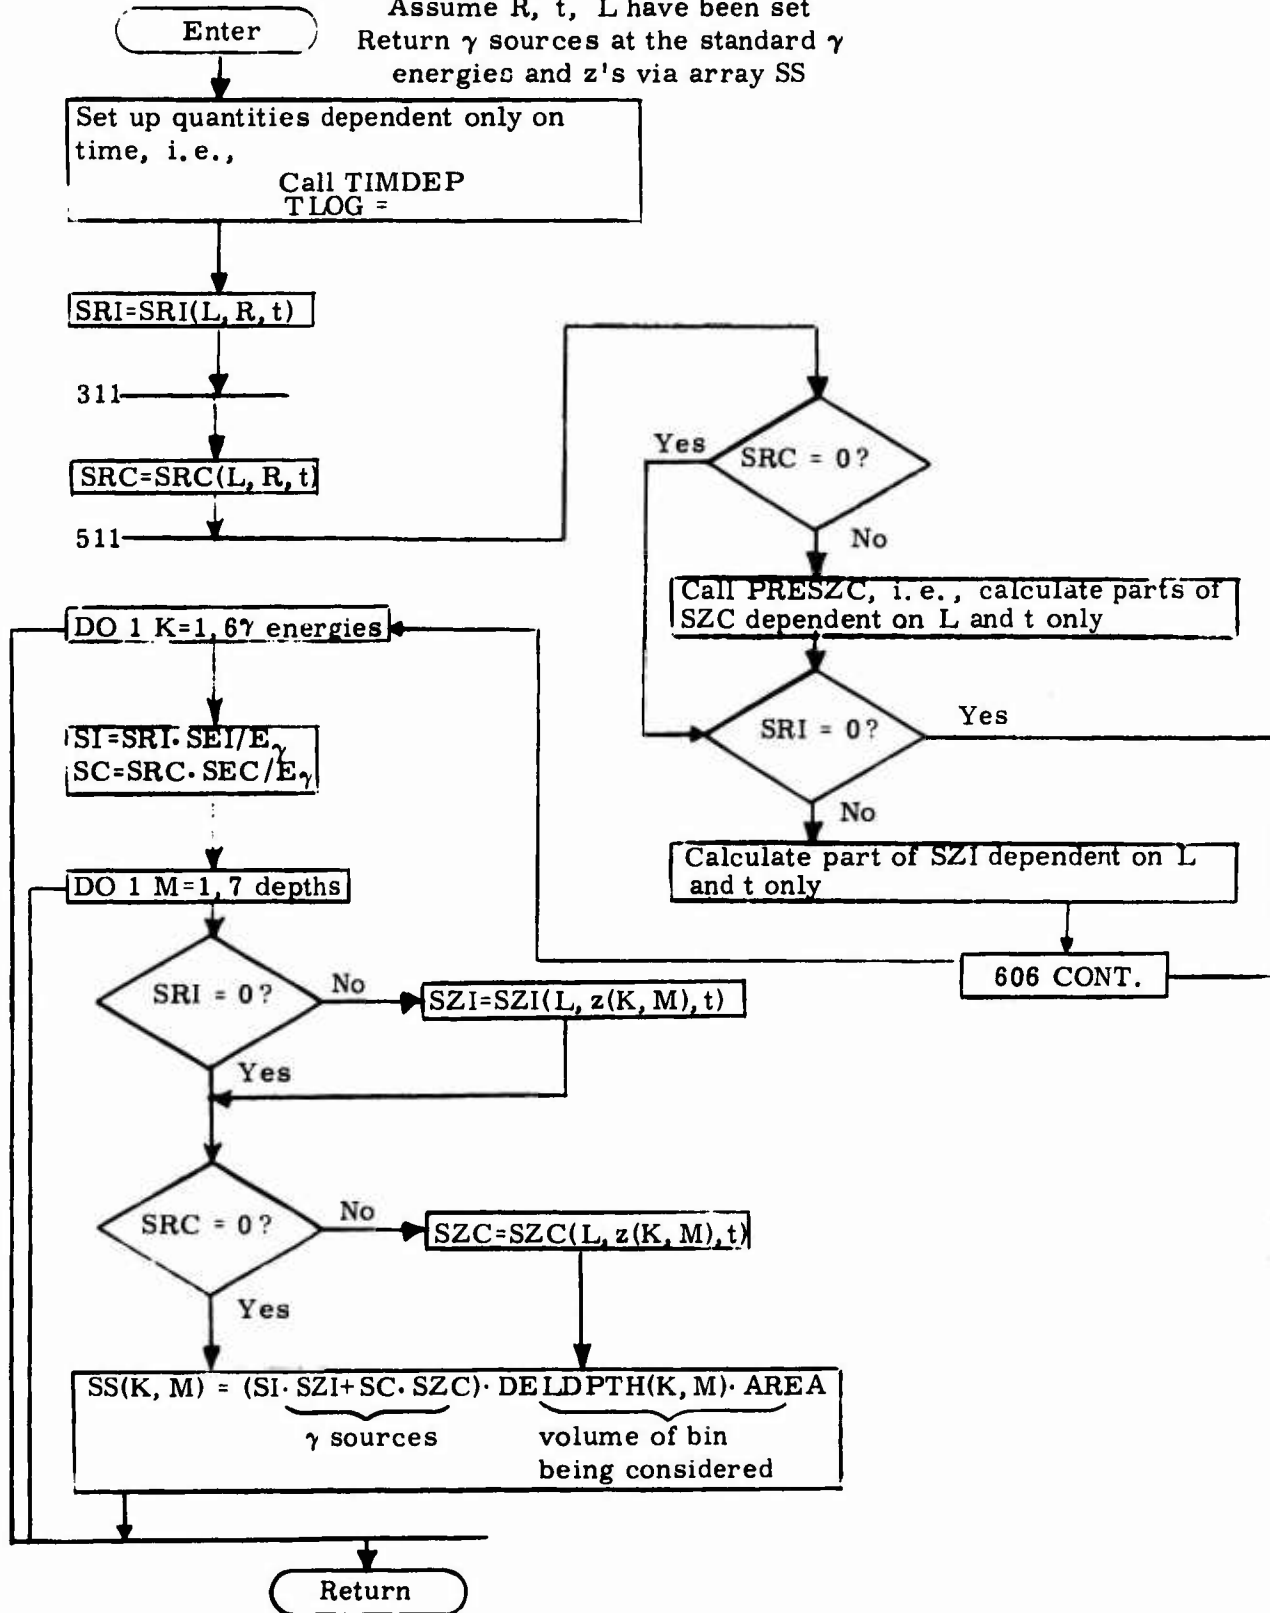 Enter
Assume R, t, L have been set
Return γ sources at the standard γ
energies and z's via array SS
Set up quantities dependent only on
time, i.e.,
Call TIMDEP
TLOG =
SRI=SRI(L, R, t)
311
SRC=SRC(L, R, t)
511
SRC = 0?
Yes
No
Call PRESZC, i.e., calculate parts of
SZC dependent on L and t only
SRI = 0?
Yes
No
Calculate part of SZI dependent on L
and t only
606 CONT.
DO 1 K=1, 6γ energies
SI=SRI· SEI/Eγ
SC=SRC· SEC/Eγ
DO 1 M=1, 7 depths
SRI = 0?
No
SZI=SZI(L, z(K, M), t)
Yes
SRC = 0?
No
SZC=SZC(L, z(K, M), t)
Yes
SS(K, M) = (SI· SZI+SC· SZC)· DELDPTH(K, M)· AREA
γ sources
volume of bin
being considered
Return